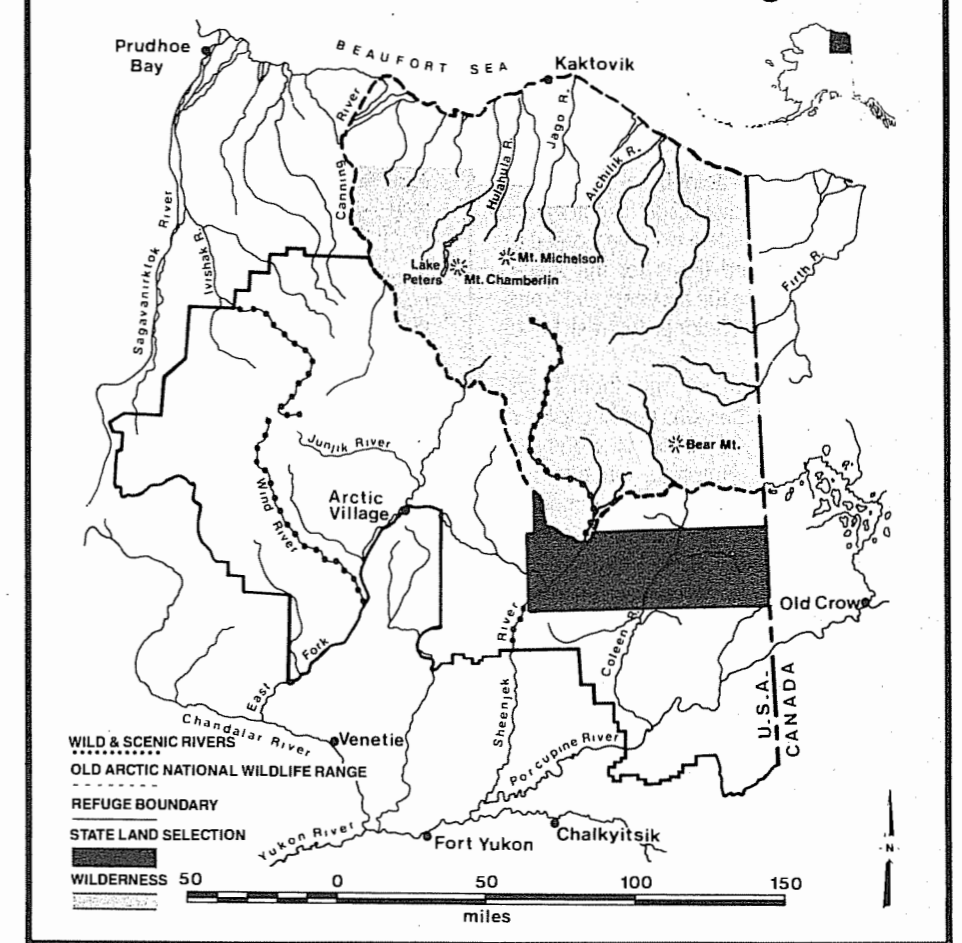 Prudhoe
Bay
BEAUFORT SEA
Kaktovik
Canning River
Hulahula R.
Jago R.
Aichilik R.
Sagavanirktok River
Ivishak R.
Lake
Peters
Mt. Michelson
Mt. Chamberlin
Firth R.
Bear Mt.
Junjik River
Arctic
Village
Wind River
Old Crow
Coleen R.
Sheenjek River
East Fork
Chandalar River
Venetie
Porcupine River
U.S.A.
CANADA
Yukon River
Fort Yukon
Chalkyitsik
WILD & SCENIC RIVERS
OLD ARCTIC NATIONAL WILDLIFE RANGE
REFUGE BOUNDARY
STATE LAND SELECTION
WILDERNESS
50 0 50 100 150
miles
N